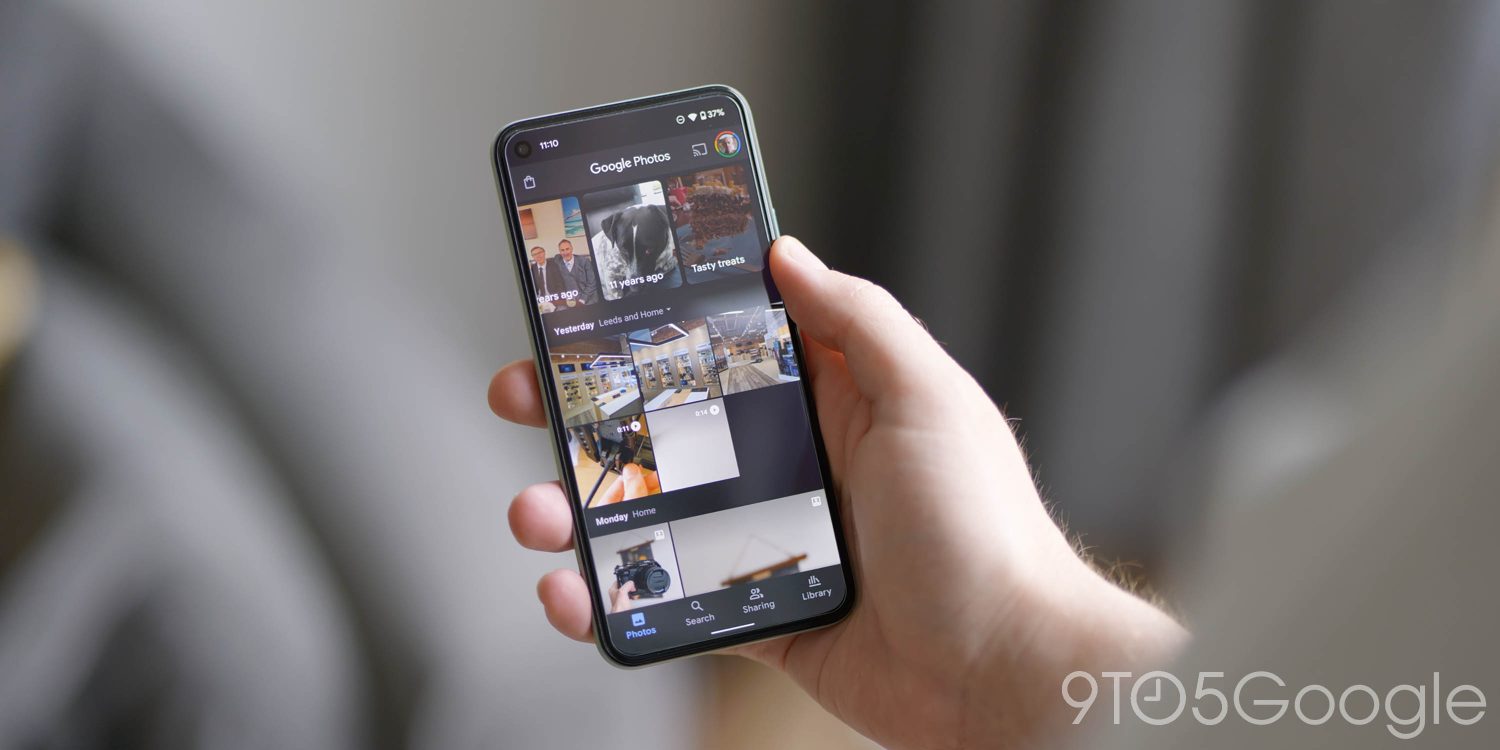 11:10
37%
Google Photos
ears ago
11 years ago
Tasty treats
Yesterday Leeds and Home
0:11
0:14
Monday Home
Photos
Search
Sharing
Library
9TO5Google